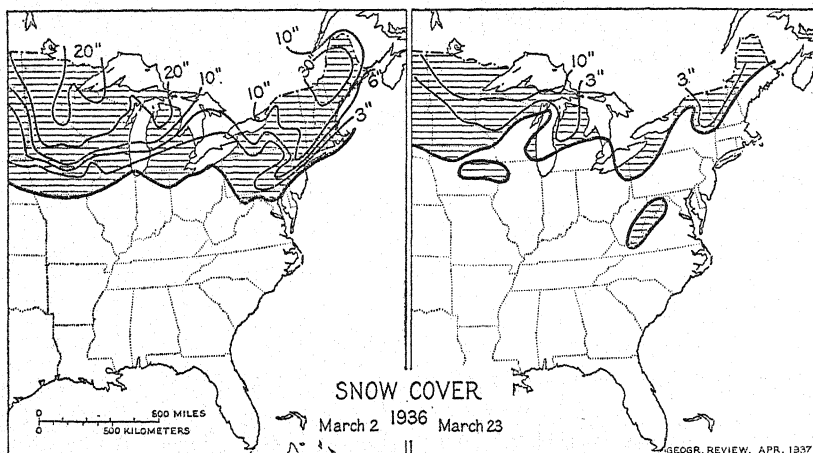 20"
20"
10"
10"
10"
30
6"
3"
10"
3"
3"
SNOW COVER
1936
March 2
March 23
0 500 MILES
0 500 KILOMETERS
GEOGR. REVIEW, APR. 1937